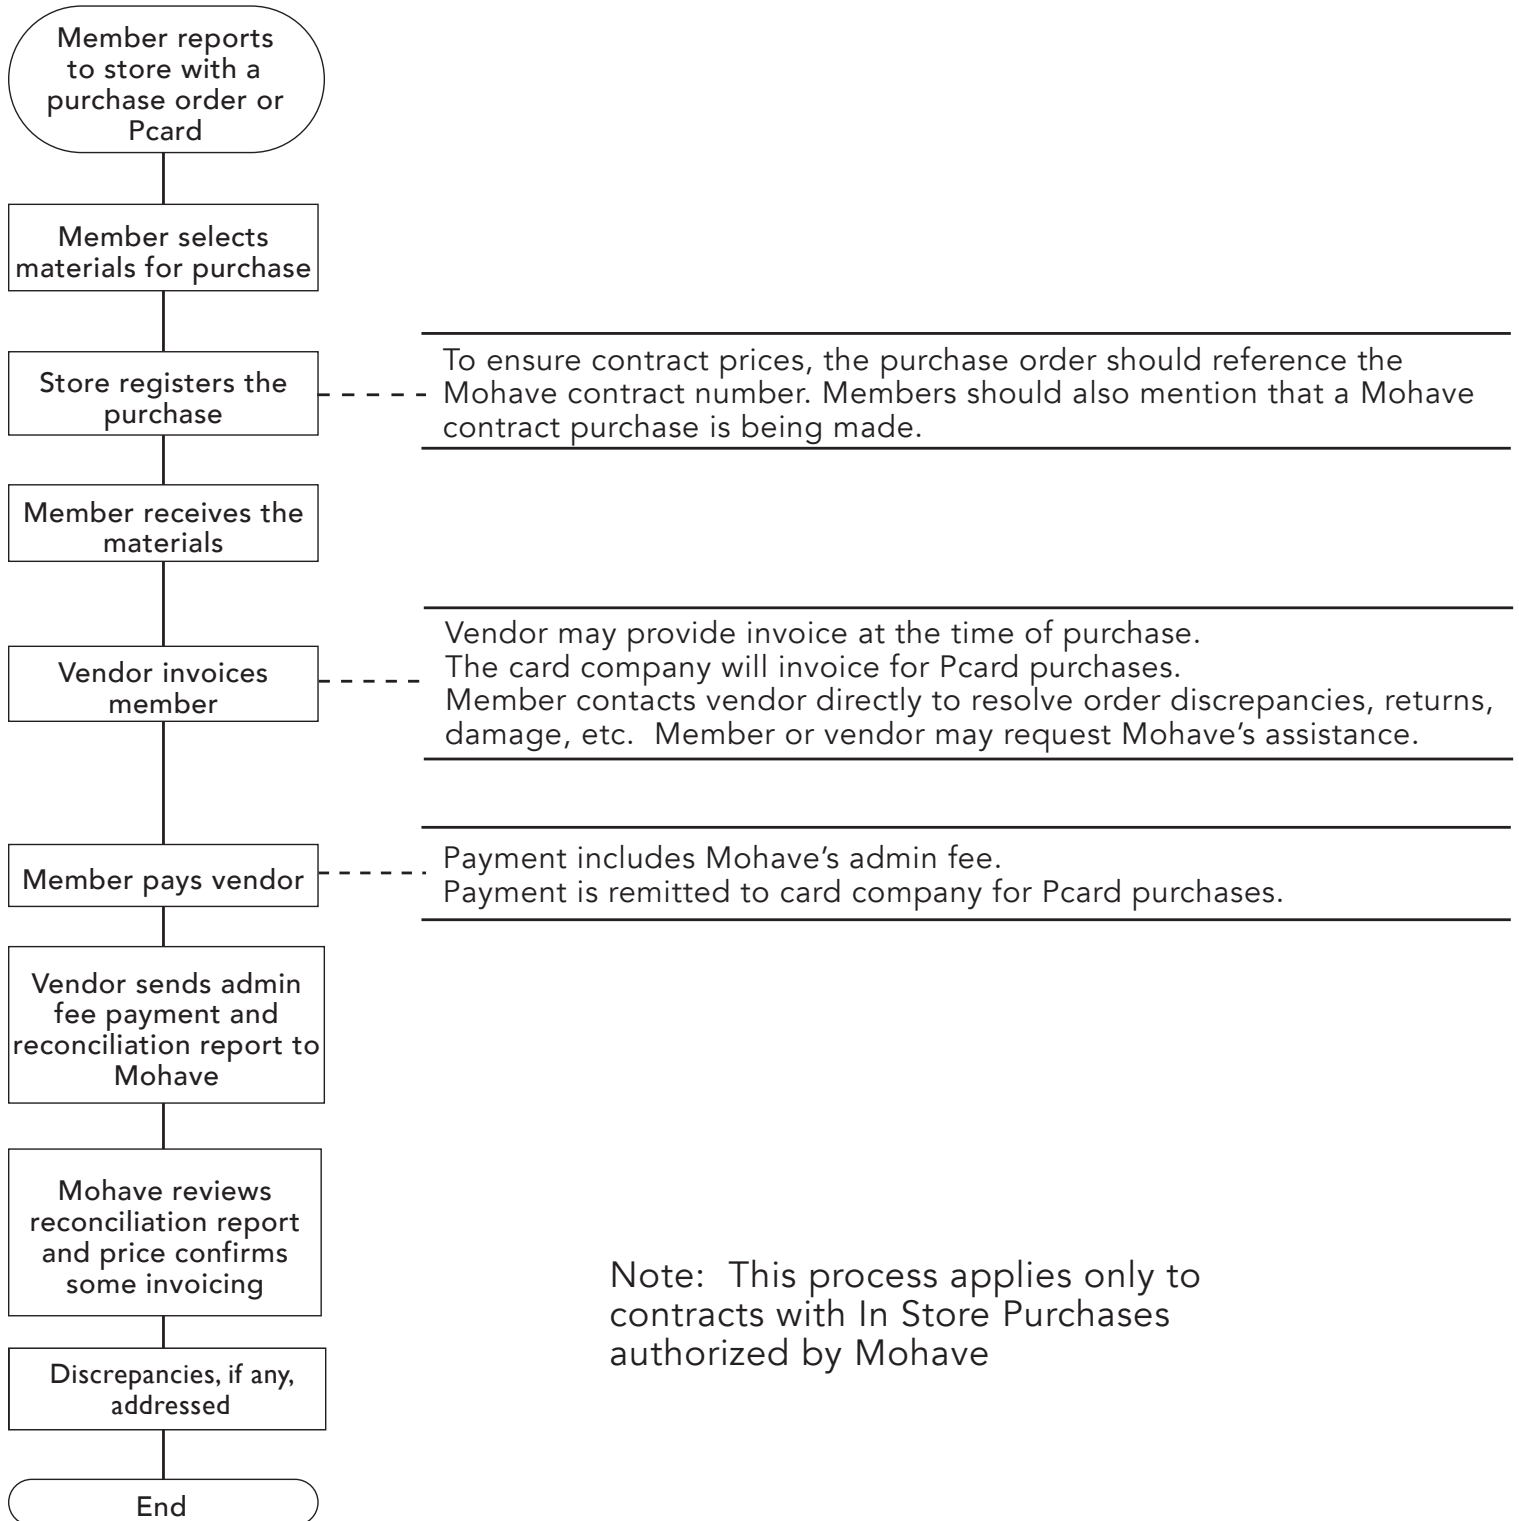 Member reports
to store with a
purchase order or
Pcard
Member selects
materials for purchase
Store registers the
purchase
To ensure contract prices, the purchase order should reference the
Mohave contract number. Members should also mention that a Mohave
contract purchase is being made.
Member receives the
materials
Vendor invoices
member
Vendor may provide invoice at the time of purchase.
The card company will invoice for Pcard purchases.
Member contacts vendor directly to resolve order discrepancies, returns,
damage, etc.  Member or vendor may request Mohave’s assistance.
Member pays vendor
Payment includes Mohave’s admin fee.
Payment is remitted to card company for Pcard purchases.
Vendor sends admin
fee payment and
reconciliation report to
Mohave
Mohave reviews
reconciliation report
and price confirms
some invoicing
Note:  This process applies only to
contracts with In Store Purchases
authorized by Mohave
Discrepancies, if any,
addressed
End